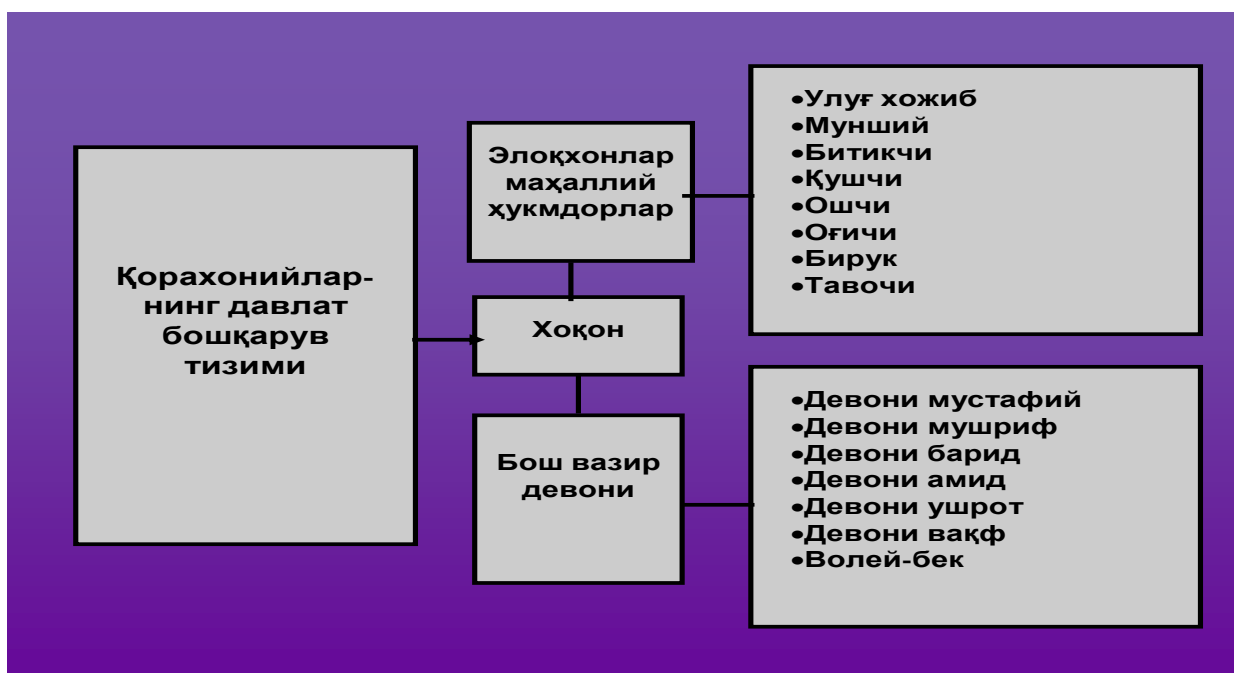 Қорахонийлар-
нинг давлат
бошқарув
тизими
Элоқхонлар
маҳаллий
ҳукмдорлар
Хоқон
Бош вазир
девони
•Улуғ хожиб
•Мунший
•Битикчи
•Қушчи
•Ошчи
•Оғичи
•Бирук
•Тавочи
•Девони мустафий
•Девони мушриф
•Девони барид
•Девони амид
•Девони ушрот
•Девони вақф
•Волей-бек